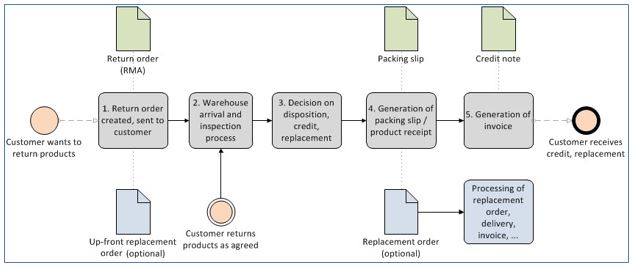 Return order
(RMA)
Packing slip
Credit note
1. Return order
created, sent to
customer
2. Warehouse
arrival and
inspection
process
3. Decision on
disposition,
credit,
replacement
4. Generation of
packing slip /
product receipt
5. Generation of
invoice
Customer wants to
return products
Customer receives
credit, replacement
Up-front replacement
order (optional)
Customer returns
products as agreed
Replacement order
(optional)
Processing of
replacement
order,
delivery,
invoice, ...